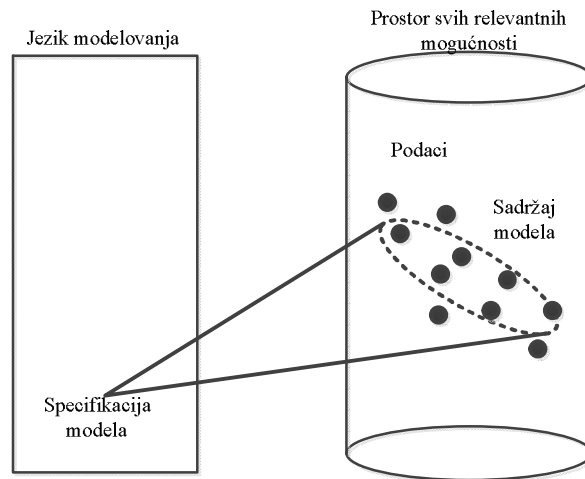 Jezik modelovanja
Prostor svih relevantnih
mogućnosti
Podaci
Sadržaj
modela
Specifikacija
modela